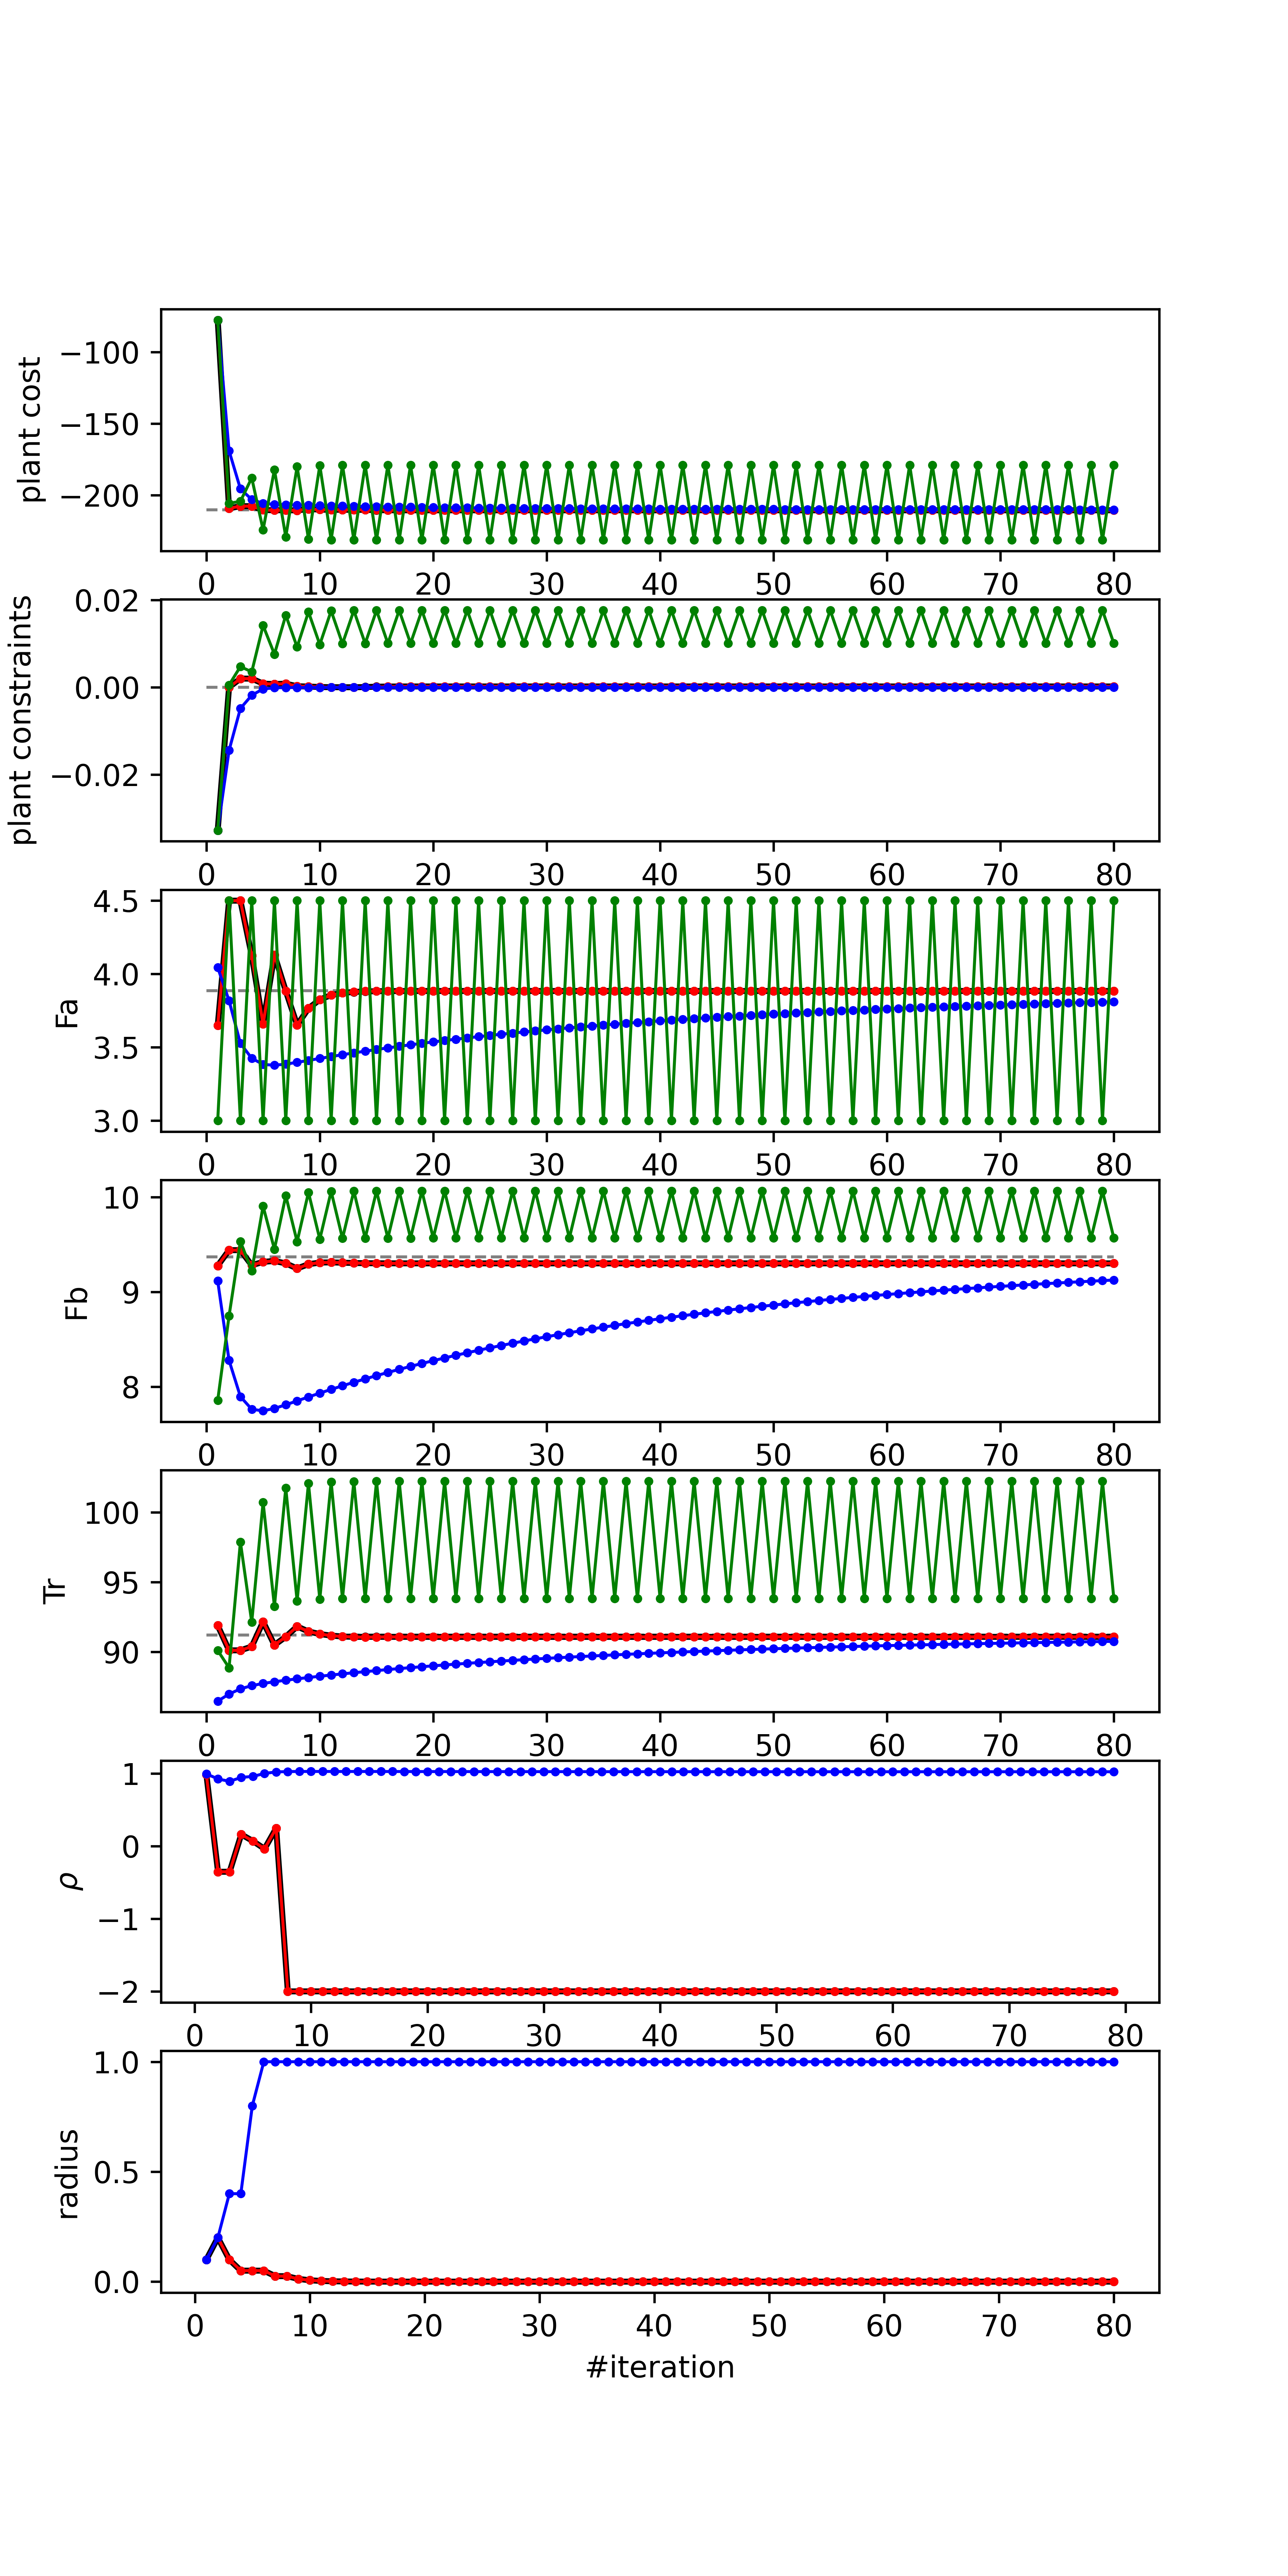 plant cost
−100
−150
−200
0 10 20 30 40 50 60 70 80
plant constraints
0.02
0.00
−0.02
0 10 20 30 40 50 60 70 80
Fa
4.5
4.0
3.5
3.0
0 10 20 30 40 50 60 70 80
Fb
10
9
8
0 10 20 30 40 50 60 70 80
Tr
100
95
90
0 10 20 30 40 50 60 70 80
ρ
1
0
−1
−2
0 10 20 30 40 50 60 70 80
radius
1.0
0.5
0.0
0 10 20 30 40 50 60 70 80
#iteration